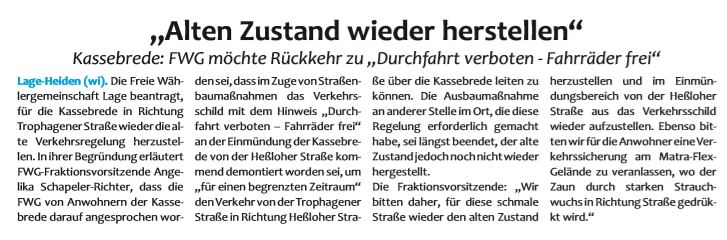 „Alten Zustand wieder herstellen“
Kassebrede: FWG möchte Rückkehr zu „Durchfahrt verboten - Fahrräder frei“
Lage-Heiden (wi). Die Freie Wäh-
lergemeinschaft Lage beantragt,
für die Kassebrede in Richtung
Trophagener Straße wieder die al-
te Verkehrsregelung herzustel-
len. In ihrer Begründung erläutert
FWG-Fraktionsvorsitzende Ange-
lika Schapeler-Richter, dass die
FWG von Anwohnern der Kasse-
brede darauf angesprochen wor-
den sei, dass im Zuge von Straßen-
baumaßnahmen das Verkehrs-
schild mit dem Hinweis „Durch-
fahrt verboten – Fahrräder frei“
an der Einmündung der Kassebre-
de von der Heßloher Straße kom-
mend demontiert worden sei, um
„für einen begrenzten Zeitraum“
den Verkehr von der Trophagener
Straße in Richtung Heßloher Stra-
ße über die Kassebrede leiten zu
können. Die Ausbaumaßnahme
an anderer Stelle im Ort, die diese
Regelung erforderlich gemacht
habe, sei längst beendet, der alte
Zustand jedoch noch nicht wieder
hergestellt.
Die Fraktionsvorsitzende: „Wir
bitten daher, für diese schmale
Straße wieder den alten Zustand
herzustellen und im Einmün-
dungsbereich von der Heßloher
Straße aus das Verkehrsschild
wieder aufzustellen. Ebenso bit-
ten wir für die Anwohner eine Ver-
kehrssicherung am Matra-Flex-
Gelände zu veranlassen, wo der
Zaun durch starken Strauch-
wuchs in Richtung Straße gedrüc-
kt wird.“